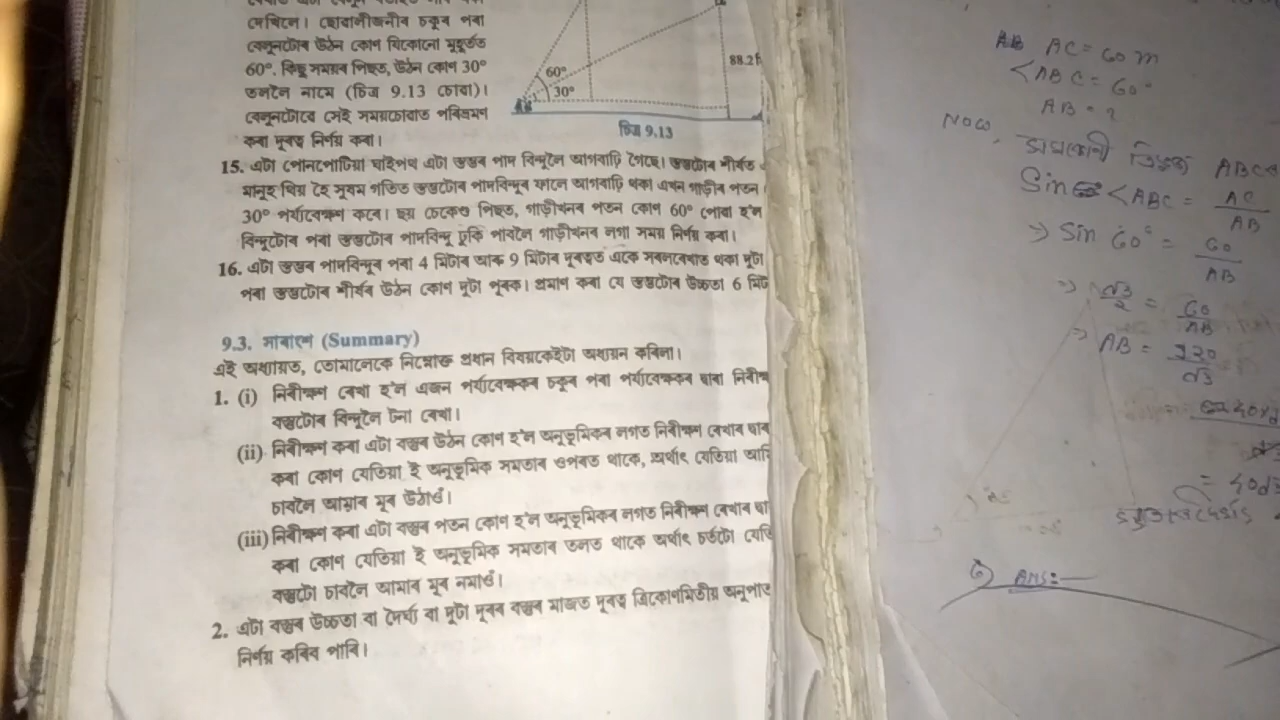 দেখিলে। ছোৱালীজনীৰ চকুৰ পৰা
বেলুনটোৰ উঠন কোণ যিকোনো মুহূৰ্তত
60°. কিছু সময়ৰ পিছত, উঠন কোণ 30°
তললৈ নামে (চিত্ৰ 9.13 চোৱা)।
বেলুনটোৱে সেই সময়ছোৱাত পৰিভ্ৰমণ
কৰা দূৰত্ব নিৰ্ণয় কৰা।
60°
30°
88.2
চিত্ৰ 9.13
15. এটা পোনপোটিয়া ঘাইপথ এটা স্তম্ভৰ পাদ বিন্দুলৈ আগবাঢ়ি গৈছে। স্তম্ভটোৰ শীৰ্ষত
মানুহ থিয় হৈ সুষম গতিত স্তম্ভটোৰ পাদবিন্দুৰ ফালে আগবাঢ়ি থকা এখন গাড়ীৰ পতন
30° পৰ্যবেক্ষণ কৰে। ছয় চেকেণ্ড পিছত, গাড়ীখনৰ পতন কোণ 60° পোৱা হ'ল
বিন্দুটোৰ পৰা স্তম্ভটোৰ পাদবিন্দু ঢুকি পাবলৈ গাড়ীখনৰ লগা সময় নিৰ্ণয় কৰা।
16. এটা স্তম্ভৰ পাদবিন্দুৰ পৰা 4 মিটাৰ আৰু 9 মিটাৰ দূৰত্বত একে সৰলৰেখাত থকা দুটা
পৰা স্তম্ভটোৰ শীৰ্ষৰ উঠন কোণ দুটা পূৰক। প্ৰমাণ কৰা যে স্তম্ভটোৰ উচ্চতা 6
9.3. সাৰাংশ (Summary)
এই অধ্যায়ত, তোমালোকে নিম্নোক্ত প্ৰধান বিষয়কেইটা অধ্যয়ন কৰিলা।
1. (i) নিৰীক্ষণ ৰেখা হ'ল এজন পৰ্যবেক্ষকৰ চকুৰ পৰা পৰ্যবেক্ষকৰ দ্বাৰা
বস্তুটোৰ বিন্দুলৈ টনা ৰেখা।
(ii) নিৰীক্ষণ কৰা এটা বস্তুৰ উঠন কোণ হ'ল অনুভূমিকৰ লগত নিৰীক্ষণ ৰেখাৰ
কৰা কোণ যেতিয়া ই অনুভূমিক সমতাৰ ওপৰত থাকে, অৰ্থাৎ যেতিয়া
চাবলৈ আমাৰ মূৰ উঠাওঁ।
(iii) নিৰীক্ষণ কৰা এটা বস্তুৰ পতন কোণ হ'ল অনুভূমিকৰ লগত নিৰীক্ষণ ৰেখাৰ
কৰা কোণ যেতিয়া ই অনুভূমিক সমতাৰ তলত থাকে অৰ্থাৎ
বস্তুটো চাবলৈ আমাৰ মূৰ নমাওঁ।
2. এটা বস্তুৰ উচ্চতা বা দৈৰ্ঘ্য বা দুটা দূৰৰ বস্তুৰ মাজত দূৰত্ব ত্ৰিকোণমিতীয় অনুপাত
নিৰ্ণয় কৰিব পাৰি।
AC = 60 m
<ABC = 60°
AB = ?
Now, সমকোণী ত্ৰিভুজ ABC
Sin <ABC = AC/AB
=> Sin 60° = 60/AB
=> √3/2 = 60/AB
=> AB = 120/√3
= 40√3
Ans:—